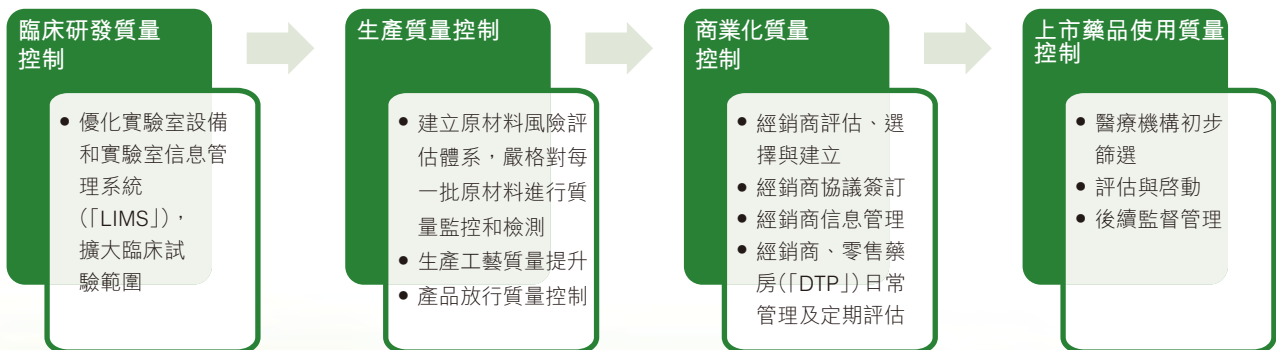 臨床研發質量
控制
• 優化實驗室設備
和實驗室信息管
理系統
(「LIMS」)，
擴大臨床試
驗範圍
生產質量控制
• 建立原材料風險評
估體系，嚴格對每
一批原材料進行質
量監控和檢測
• 生產工藝質量提升
• 產品放行質量控制
商業化質量
控制
• 經銷商評估、選
擇與建立
• 經銷商協議簽訂
• 經銷商信息管理
• 經銷商、零售藥
房(「DTP」)日常
管理及定期評估
上市藥品使用質量
控制
• 醫療機構初步
篩選
• 評估與啓動
• 後續監督管理